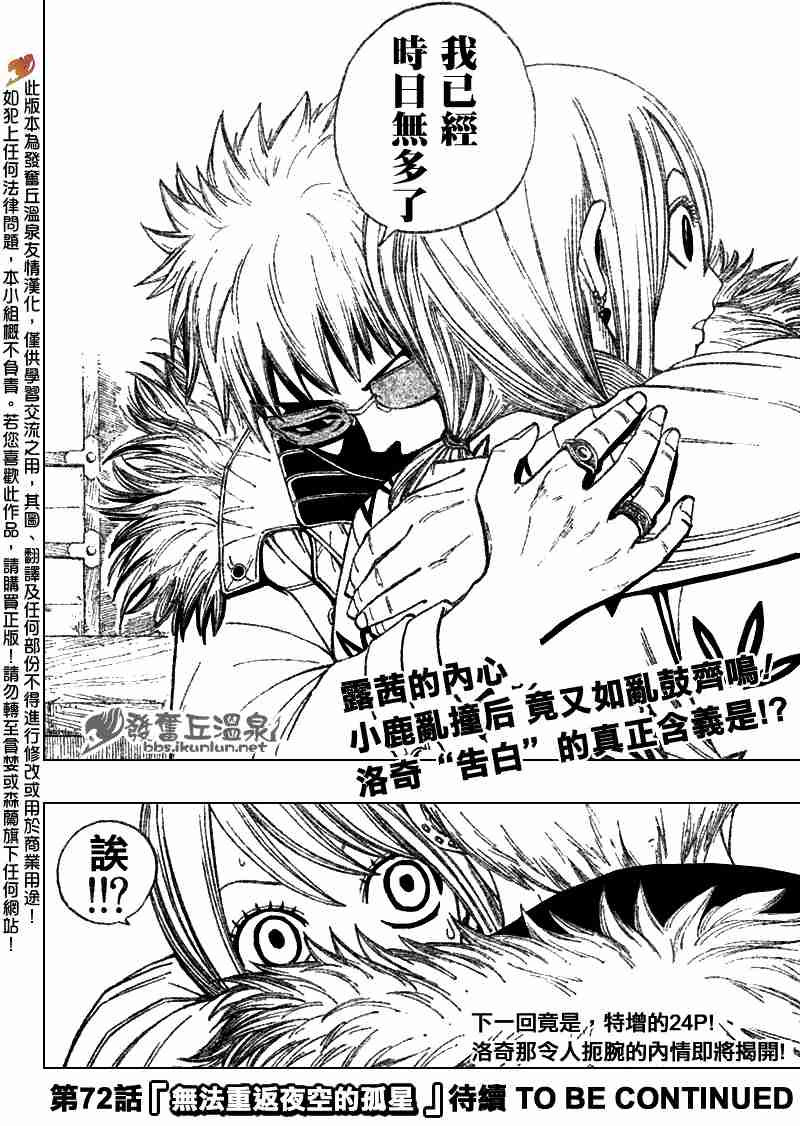 我已經
時日無多了
露茜的內心
小鹿亂撞后 竟又如亂鼓齊鳴!
洛奇“告白”的真正含義是!?
誒!!?
下一回竟是，特增的24P!
洛奇那令人扼腕的內情即將揭開!
第72話『無法重返夜空的孤星』待續 TO BE CONTINUED
此版本為發奮丘溫泉友情漢化，僅供學習交流之用，其圖、翻譯及任何部份不得進行修改或用於商業用途！
如犯上任何法律問題，本小組概不負責。若您喜歡此作品，請購買正版！請勿轉至貪婪或森蘭旗下任何網站！
發奮丘溫泉
bbs.ikunlun.net